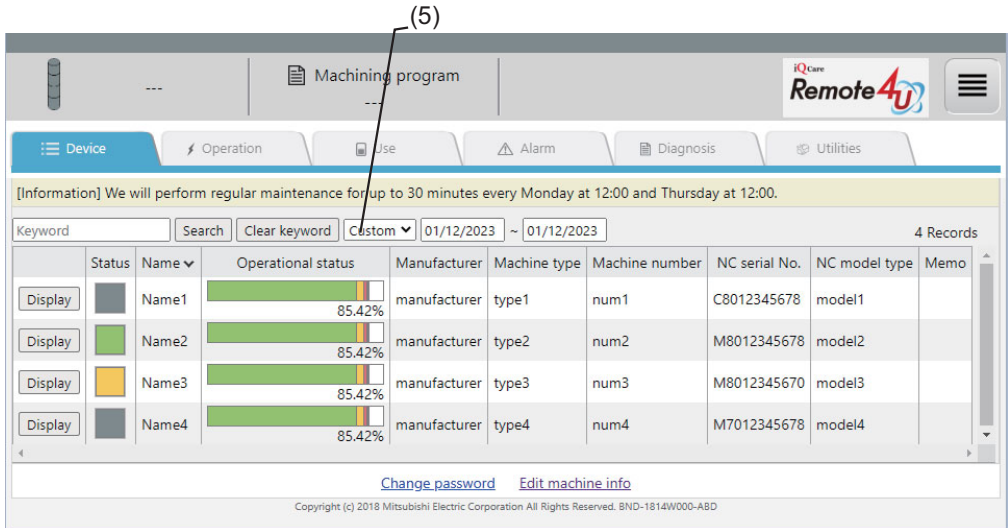 (5)
--- Machining program iQ Care
--- Remote 4U
Device Operation Use Alarm Diagnosis Utilities
[Information] We will perform regular maintenance for up to 30 minutes every Monday at 12:00 and Thursday at 12:00.
Keyword Search Clear keyword Custom 01/12/2023 ~ 01/12/2023 4 Records
Status Name Operational status Manufacturer Machine type Machine number NC serial No. NC model type Memo
Display Name1 85.42% manufacturer type1 num1 C8012345678 model1
Display Name2 85.42% manufacturer type2 num2 M8012345678 model2
Display Name3 85.42% manufacturer type3 num3 M8012345670 model3
Display Name4 85.42% manufacturer type4 num4 M7012345678 model4
Change password Edit machine info
Copyright (c) 2018 Mitsubishi Electric Corporation All Rights Reserved. BND-1814W000-ABD